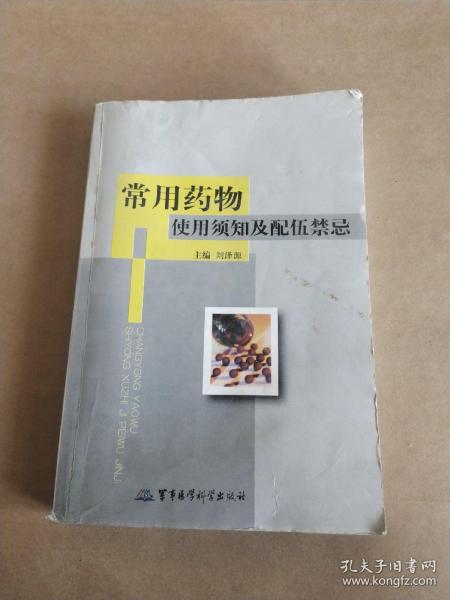 常用药物
使用须知及配伍禁忌
主编 刘泽源
CHANGYONG YAOWU
SHIYONG XUZHI JI PEIWU JINJI
军事医学科学出版社
孔夫子旧书网
www.kongfz.com